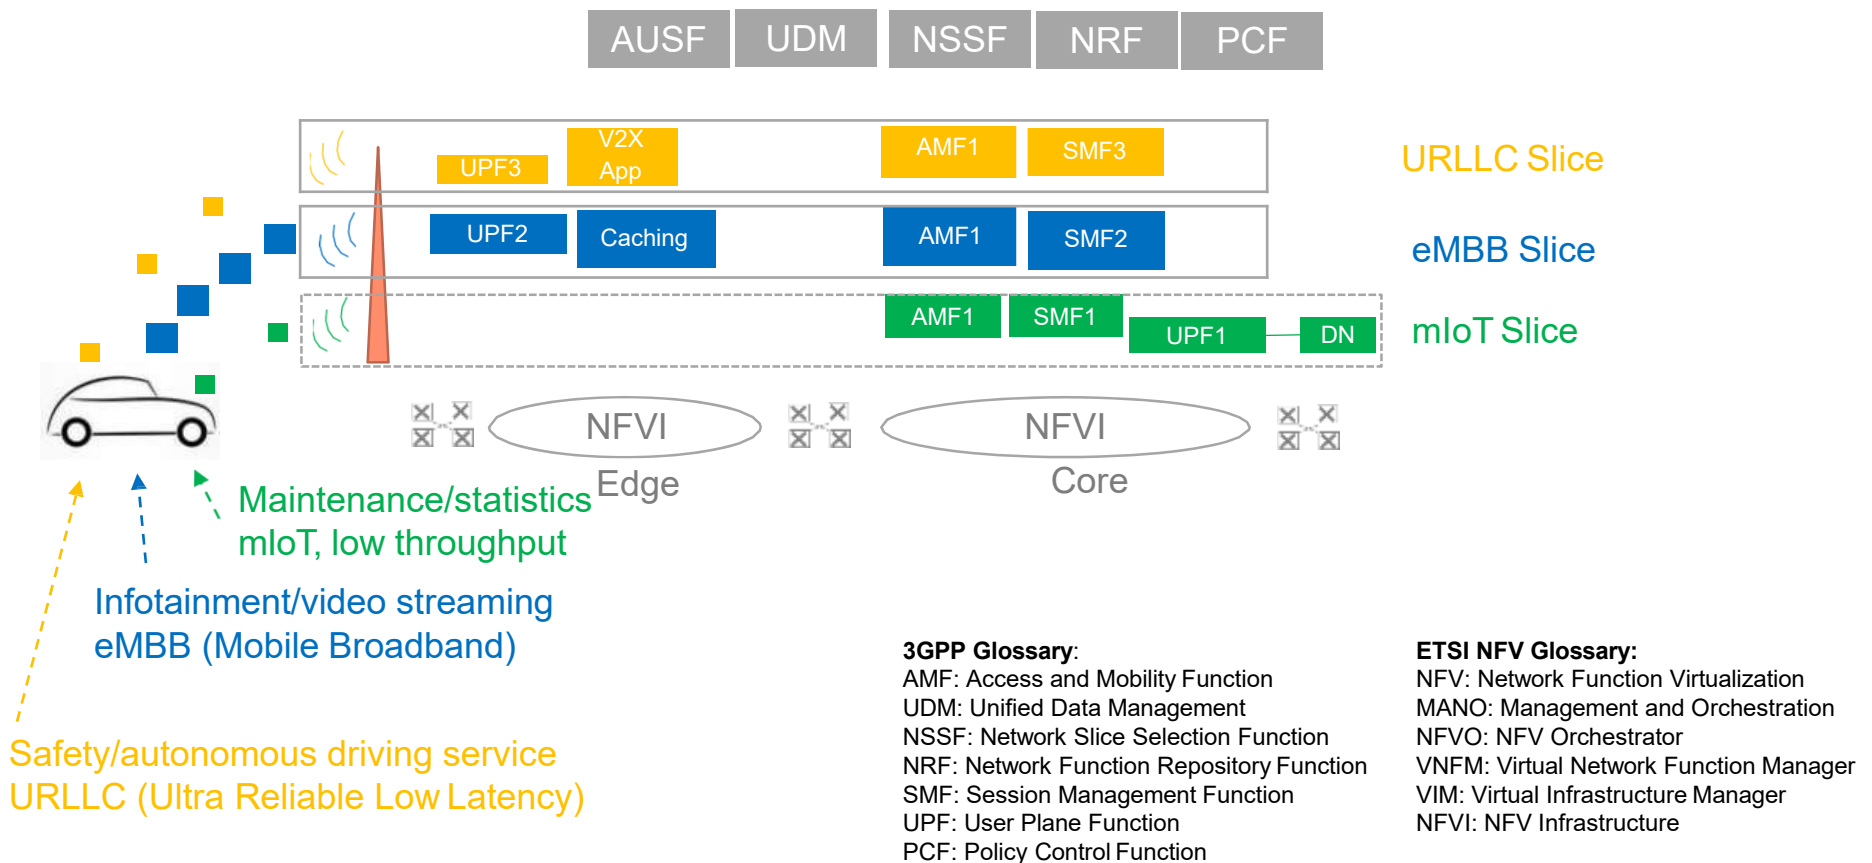 AUSF UDM NSSF NRF PCF
UPF3
V2X
App
AMF1
SMF3
URLLC Slice
UPF2
Caching
AMF1
SMF2
eMBB Slice
AMF1
SMF1
UPF1
DN
mIoT Slice
NFVI
Edge
NFVI
Core
Maintenance/statistics
mIoT, low throughput
Infotainment/video streaming
eMBB (Mobile Broadband)
Safety/autonomous driving service
URLLC (Ultra Reliable Low Latency)
3GPP Glossary:
AMF: Access and Mobility Function
UDM: Unified Data Management
NSSF: Network Slice Selection Function
NRF: Network Function Repository Function
SMF: Session Management Function
UPF: User Plane Function
PCF: Policy Control Function
ETSI NFV Glossary:
NFV: Network Function Virtualization
MANO: Management and Orchestration
NFVO: NFV Orchestrator
VNFM: Virtual Network Function Manager
VIM: Virtual Infrastructure Manager
NFVI: NFV Infrastructure